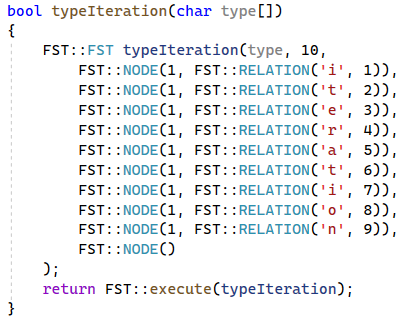 bool typeIteration(char type[])
{
    FST::FST typeIteration(type, 10,
        FST::NODE(1, FST::RELATION('i', 1)),
        FST::NODE(1, FST::RELATION('t', 2)),
        FST::NODE(1, FST::RELATION('e', 3)),
        FST::NODE(1, FST::RELATION('r', 4)),
        FST::NODE(1, FST::RELATION('a', 5)),
        FST::NODE(1, FST::RELATION('t', 6)),
        FST::NODE(1, FST::RELATION('i', 7)),
        FST::NODE(1, FST::RELATION('o', 8)),
        FST::NODE(1, FST::RELATION('n', 9)),
        FST::NODE()
    );
    return FST::execute(typeIteration);
}